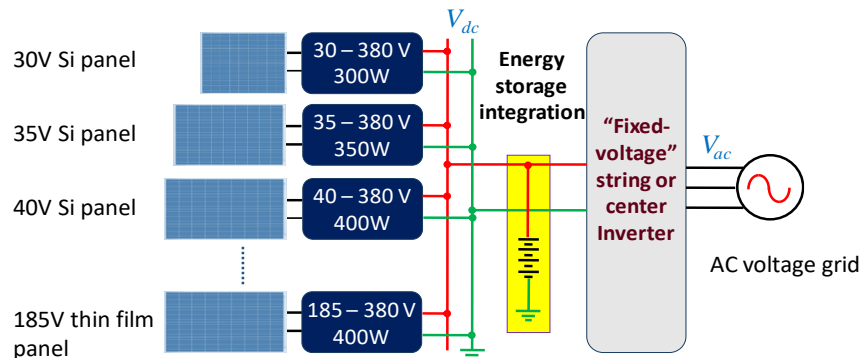 30V Si panel
30 – 380 V
300W
35V Si panel
35 – 380 V
350W
40V Si panel
40 – 380 V
400W
185V thin film
panel
185 – 380 V
400W
V_dc
Energy
storage
integration
“Fixed-
voltage”
string or
center
Inverter
V_ac
AC voltage grid